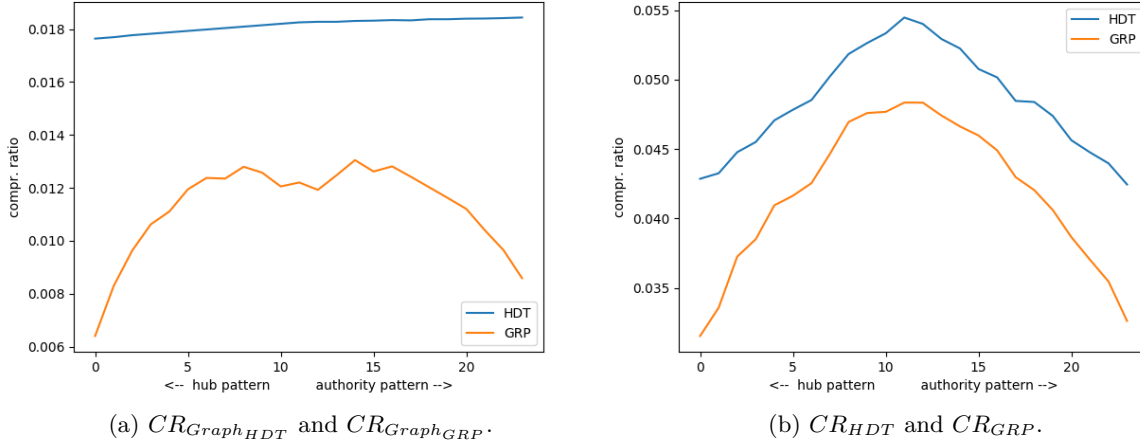 0.018
0.016
0.014
0.012
0.010
0.008
0.006
compr. ratio
HDT
GRP
0 5 10 15 20
<-- hub pattern authority pattern -->
(a) CR_{Graph_{HDT}} and CR_{Graph_{GRP}}.
0.055
0.050
0.045
0.040
0.035
compr. ratio
HDT
GRP
0 5 10 15 20
<-- hub pattern authority pattern -->
(b) CR_{HDT} and CR_{GRP}.